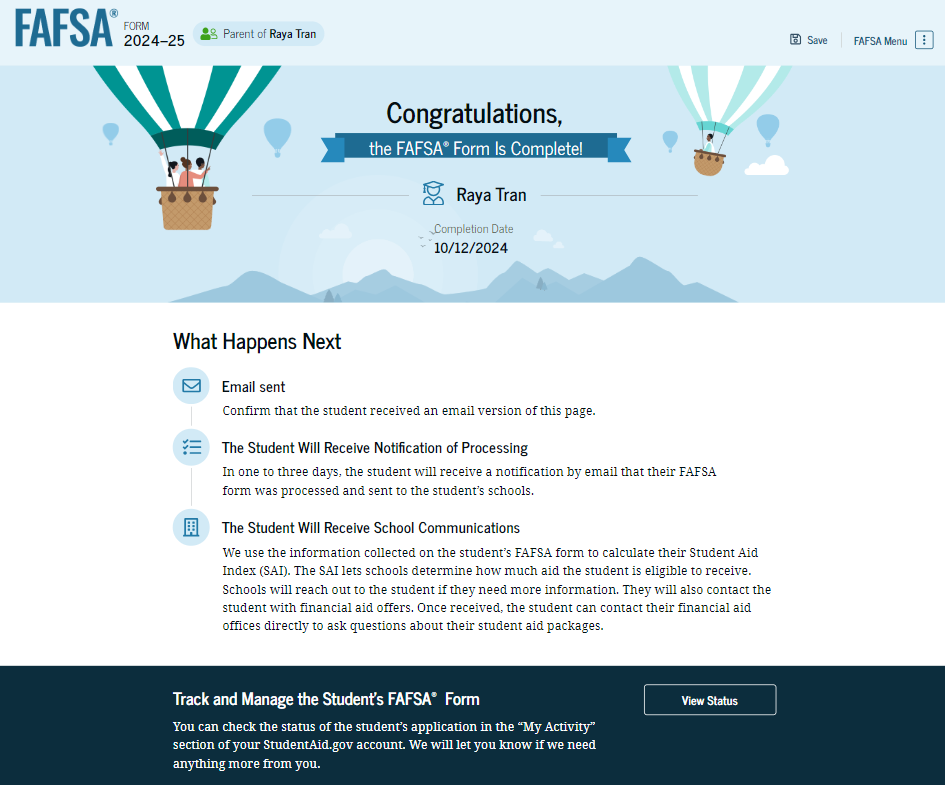 FAFSA®
FORM
2024–25
Parent of Raya Tran
Save
FAFSA Menu
Congratulations,
the FAFSA® Form Is Complete!
Raya Tran
Completion Date
10/12/2024
What Happens Next
Email sent
Confirm that the student received an email version of this page.
The Student Will Receive Notification of Processing
In one to three days, the student will receive a notification by email that their FAFSA
form was processed and sent to the student’s schools.
The Student Will Receive School Communications
We use the information collected on the student’s FAFSA form to calculate their Student Aid
Index (SAI). The SAI lets schools determine how much aid the student is eligible to receive.
Schools will reach out to the student if they need more information. They will also contact the
student with financial aid offers. Once received, the student can contact their financial aid
offices directly to ask questions about their student aid packages.
Track and Manage the Student’s FAFSA® Form
View Status
You can check the status of the student’s application in the “My Activity”
section of your StudentAid.gov account. We will let you know if we need
anything more from you.